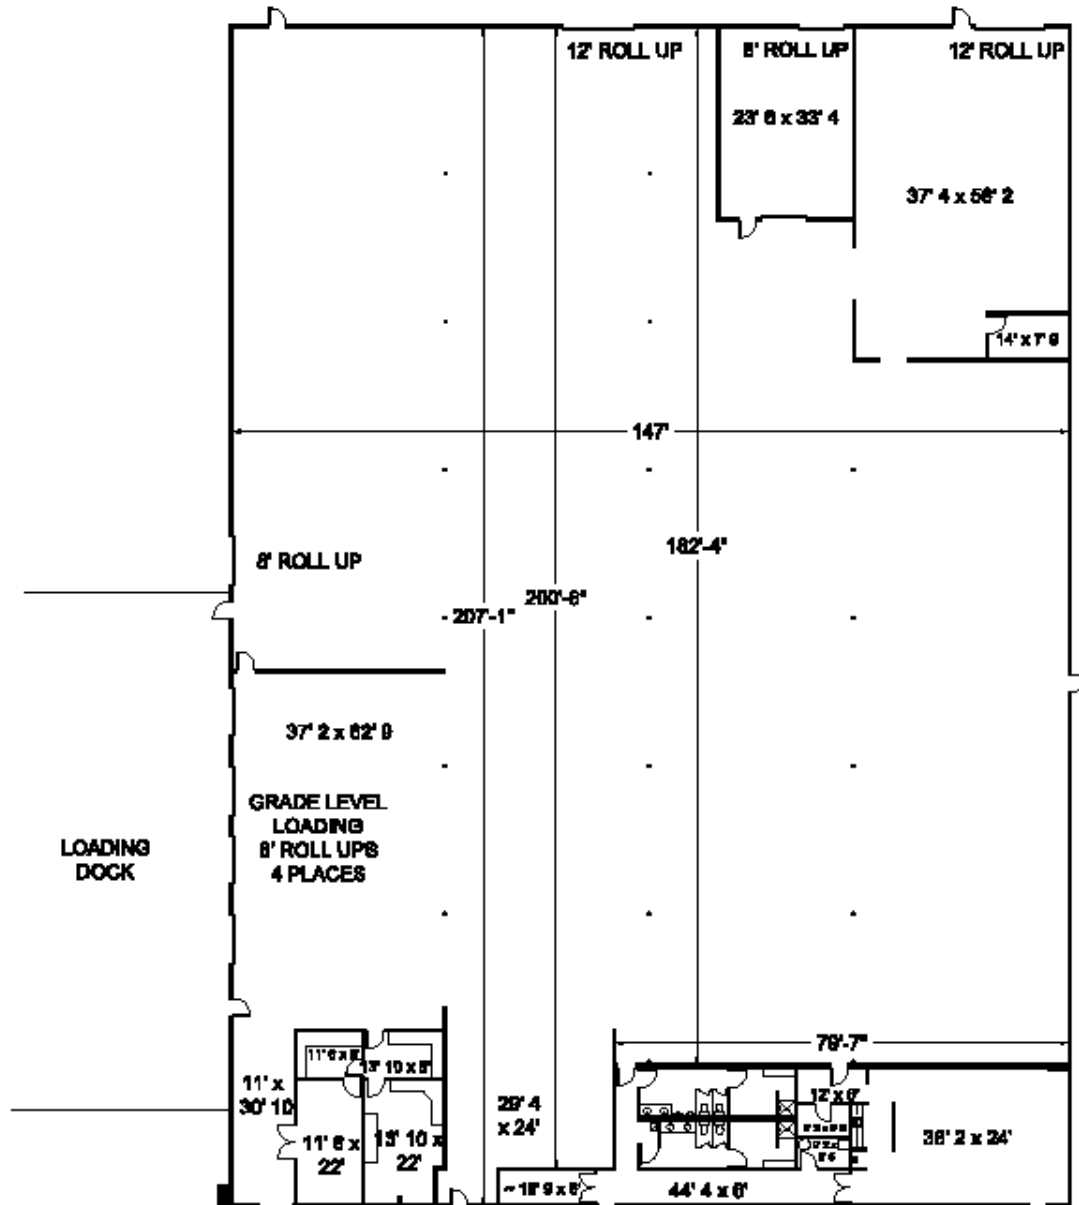 12' ROLL UP
8' ROLL UP
12' ROLL UP
23' 6 x 33' 4
37' 4 x 56' 2
14' x 7' 9
147'
182'-4"
8' ROLL UP
200'-6"
207'-1"
37' 2 x 62' 9
GRADE LEVEL
LOADING
8' ROLL UPS
4 PLACES
LOADING
DOCK
79'-7"
11' 6 x 8'
13' 10 x 8'
11' x
30' 10
12' x 6'
29' 4
x 24'
11' 6 x
22'
13' 10 x
22'
36' 2 x 24'
~ 16' 9 x 6'
44' 4 x 6'